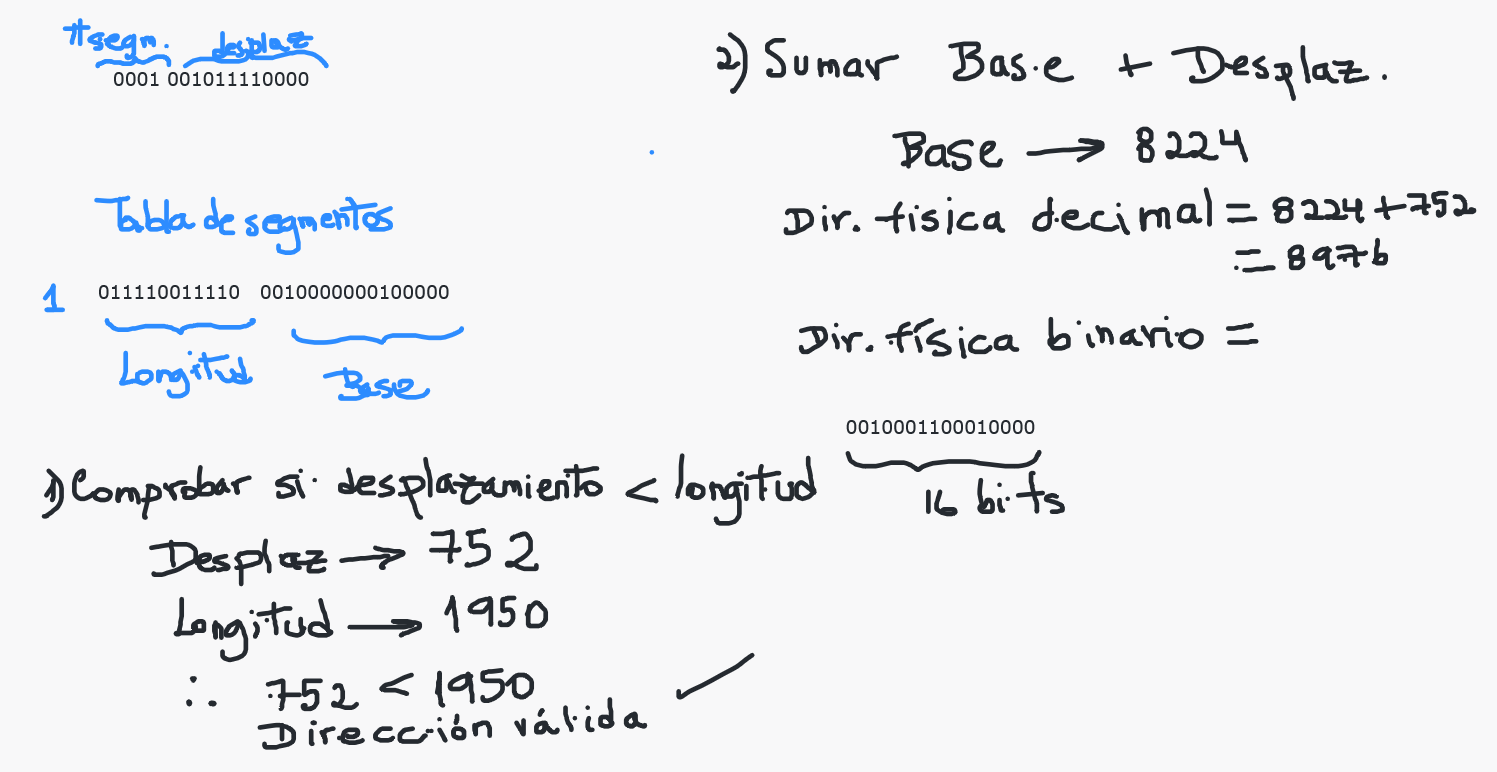 #segm. desplaz
0001 001011110000
Tabla de segmentos
1 011110011110 0010000000100000
Longitud Base
1) Comprobar si desplazamiento < longitud
Desplaz → 752
Longitud → 1950
∴ 752 < 1950 ✓
Dirección válida
2) Sumar Base + Desplaz.
Base → 8224
Dir. física decimal = 8224 + 752
= 8976
Dir. física binario =
0010001100010000
16 bits